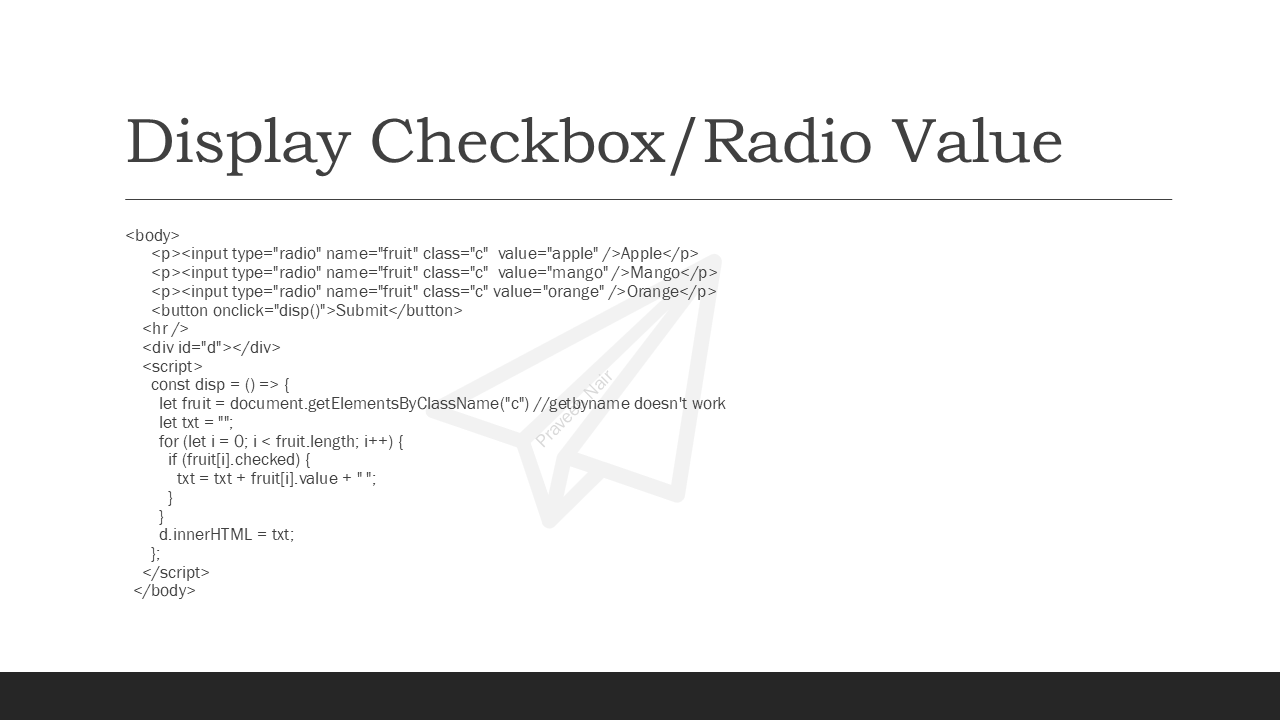 Display Checkbox/Radio Value
<body>
<p><input type="radio" name="fruit" class="c"  value="apple" />Apple</p>
<p><input type="radio" name="fruit" class="c"  value="mango" />Mango</p>
<p><input type="radio" name="fruit" class="c" value="orange" />Orange</p>
<button onclick="disp()">Submit</button>
<hr />
<div id="d"></div>
<script>
const disp = () => {
let fruit = document.getElementsByClassName("c") //getbyname doesn't work
let txt = "";
for (let i = 0; i < fruit.length; i++) {
if (fruit[i].checked) {
txt = txt + fruit[i].value + " ";
}
}
d.innerHTML = txt;
};
</script>
</body>
Praveen Nair